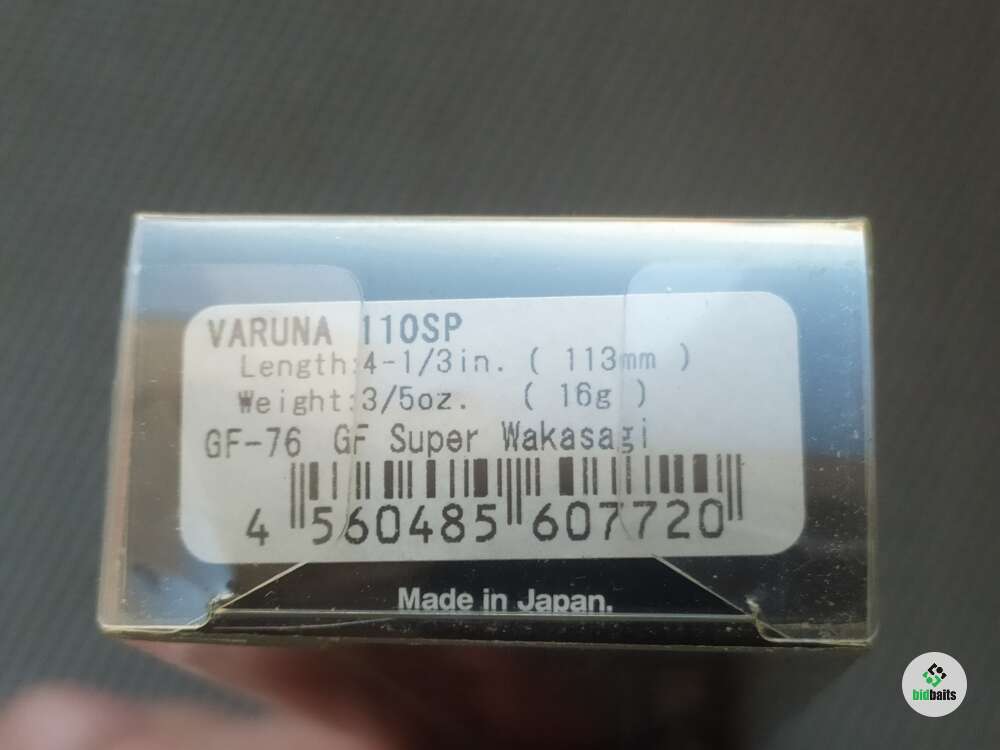 VARUNA 110SP
Length:4-1/3in. ( 113mm )
Weight:3/5oz. ( 16g )
GF-76 GF Super Wakasagi
4 560485 607720
Made in Japan.
bidbaits